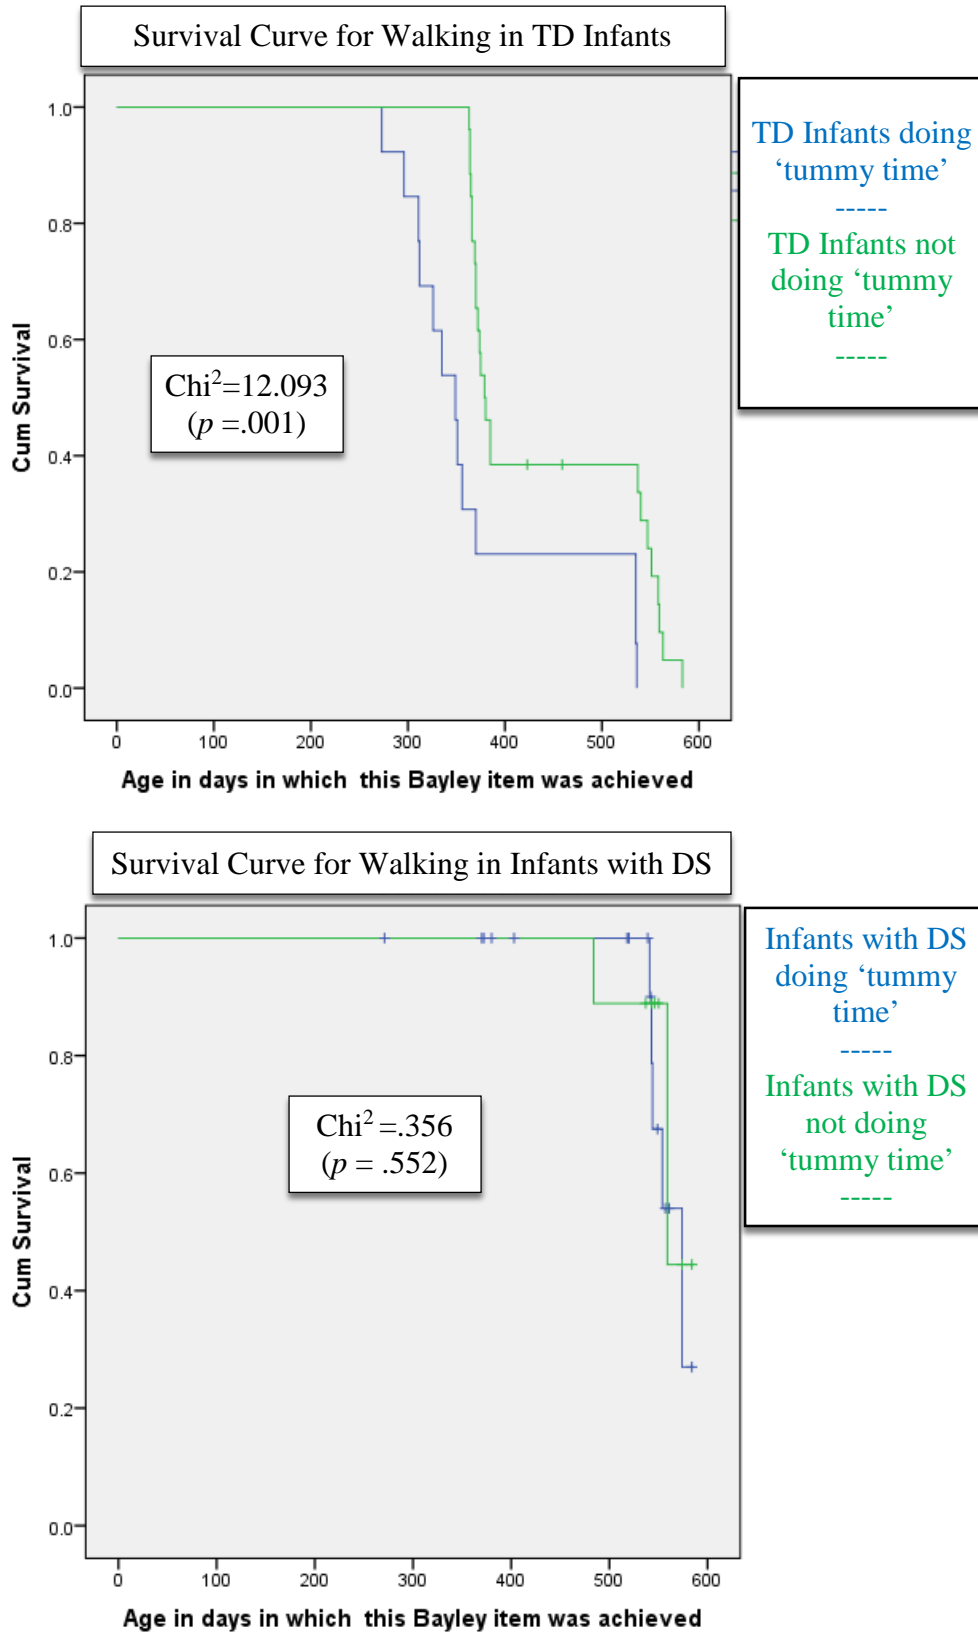 Survival Curve for Walking in TD Infants
1.0
0.8
0.6
0.4
0.2
0.0
Cum Survival
Chi²=12.093
(p =.001)
0 100 200 300 400 500 600
Age in days in which this Bayley item was achieved
TD Infants doing
‘tummy time’
-----
TD Infants not
doing ‘tummy
time’
-----
Survival Curve for Walking in Infants with DS
1.0
0.8
0.6
0.4
0.2
0.0
Cum Survival
Chi² =.356
(p = .552)
0 100 200 300 400 500 600
Age in days in which this Bayley item was achieved
Infants with DS
doing ‘tummy
time’
-----
Infants with DS
not doing
‘tummy time’
-----